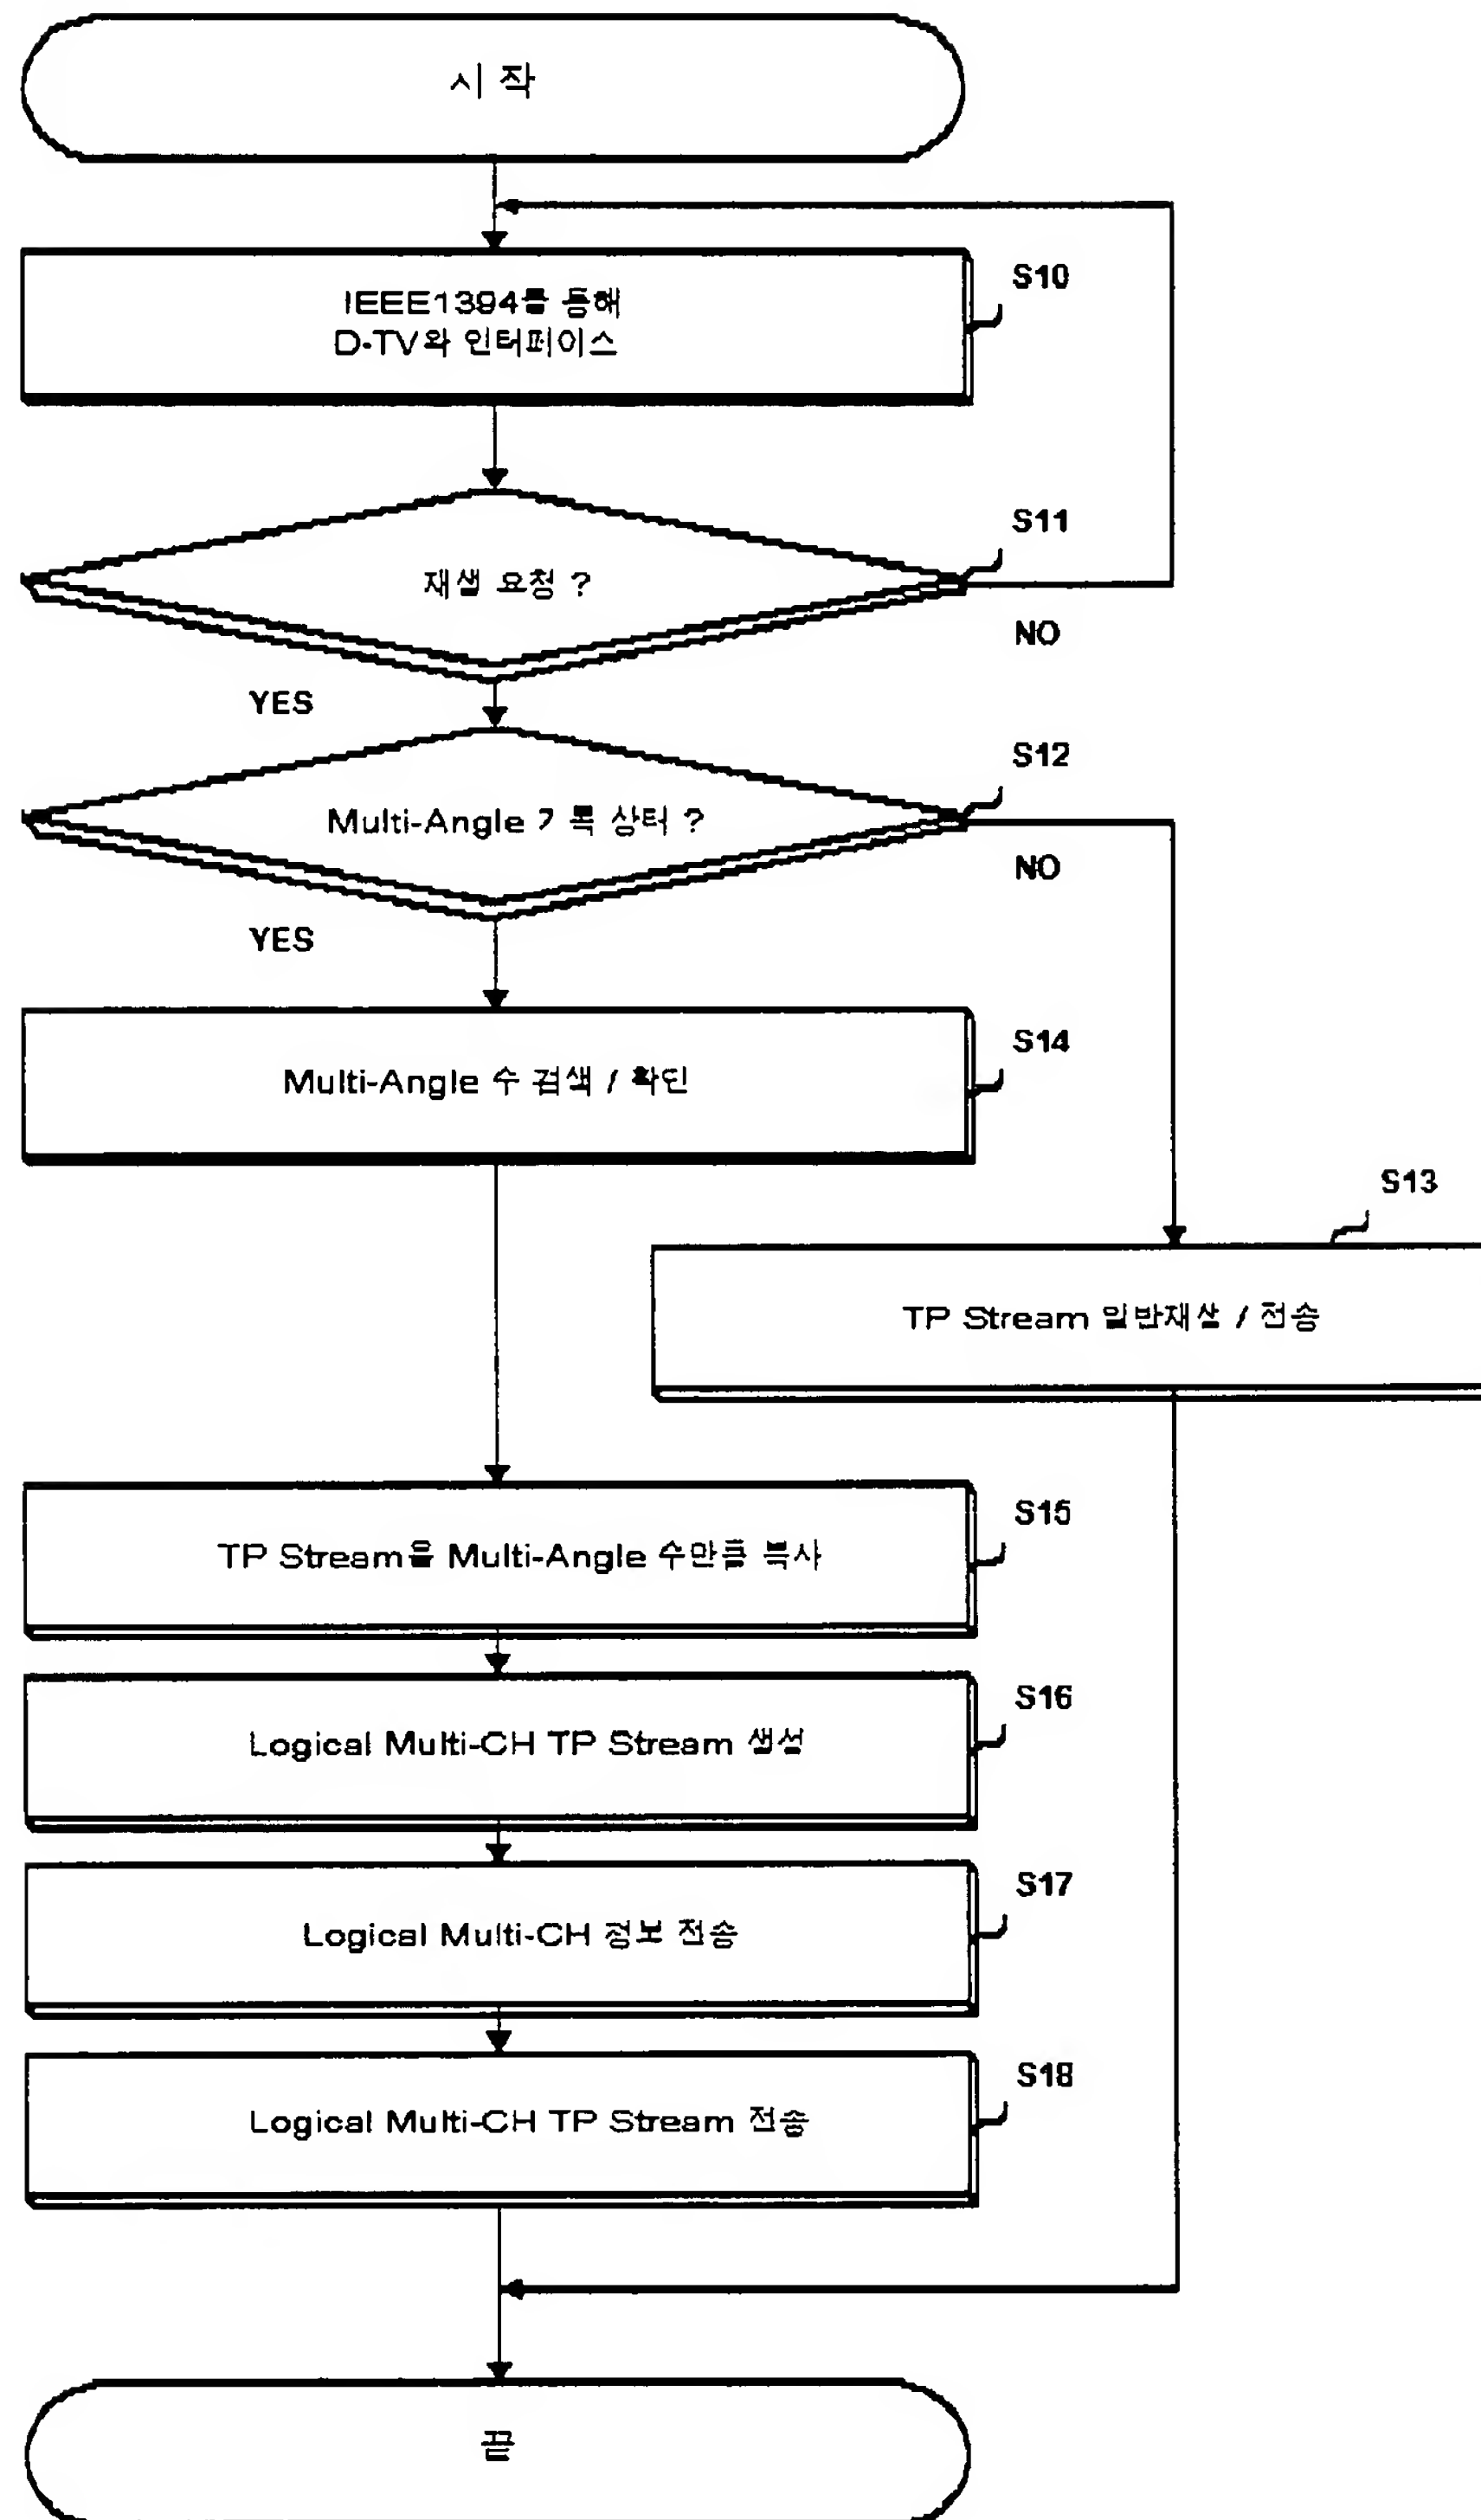 시 작
IEEE1394를 통해
D-TV와 인터페이스
S10
재생 요청 ?
S11
NO
YES
Multi-Angle 기록 상태 ?
S12
NO
YES
Multi-Angle 수 검색 / 확인
S14
S13
TP Stream 일반재생 / 전송
TP Stream을 Multi-Angle 수만큼 복사
S15
Logical Multi-CH TP Stream 생성
S16
Logical Multi-CH 정보 전송
S17
Logical Multi-CH TP Stream 전송
S18
끝